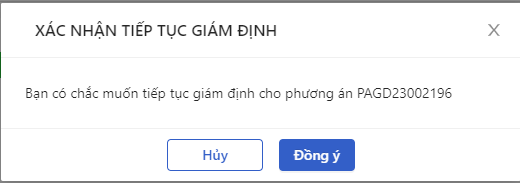 XÁC NHẬN TIẾP TỤC GIÁM ĐỊNH
Bạn có chắc muốn tiếp tục giám định cho phương án PAGD23002196
Hủy
Đồng ý